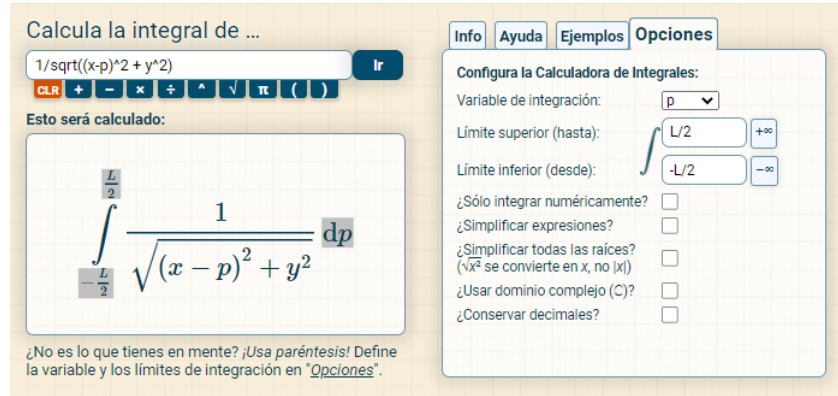 Calcula la integral de ...
1/sqrt((x-p)^2 + y^2)
Ir
CLR + − × ÷ ^ √ π ( )
Esto será calculado:
∫_{-L/2}^{L/2} 1/√((x − p)² + y²) dp
¿No es lo que tienes en mente? ¡Usa paréntesis! Define
la variable y los límites de integración en "Opciones".
Info Ayuda Ejemplos Opciones
Configura la Calculadora de Integrales:
Variable de integración: p
Límite superior (hasta): L/2 +∞
Límite inferior (desde): -L/2 −∞
¿Sólo integrar numéricamente?
¿Simplificar expresiones?
¿Simplificar todas las raíces?
(√x² se convierte en x, no |x|)
¿Usar dominio complejo (C)?
¿Conservar decimales?